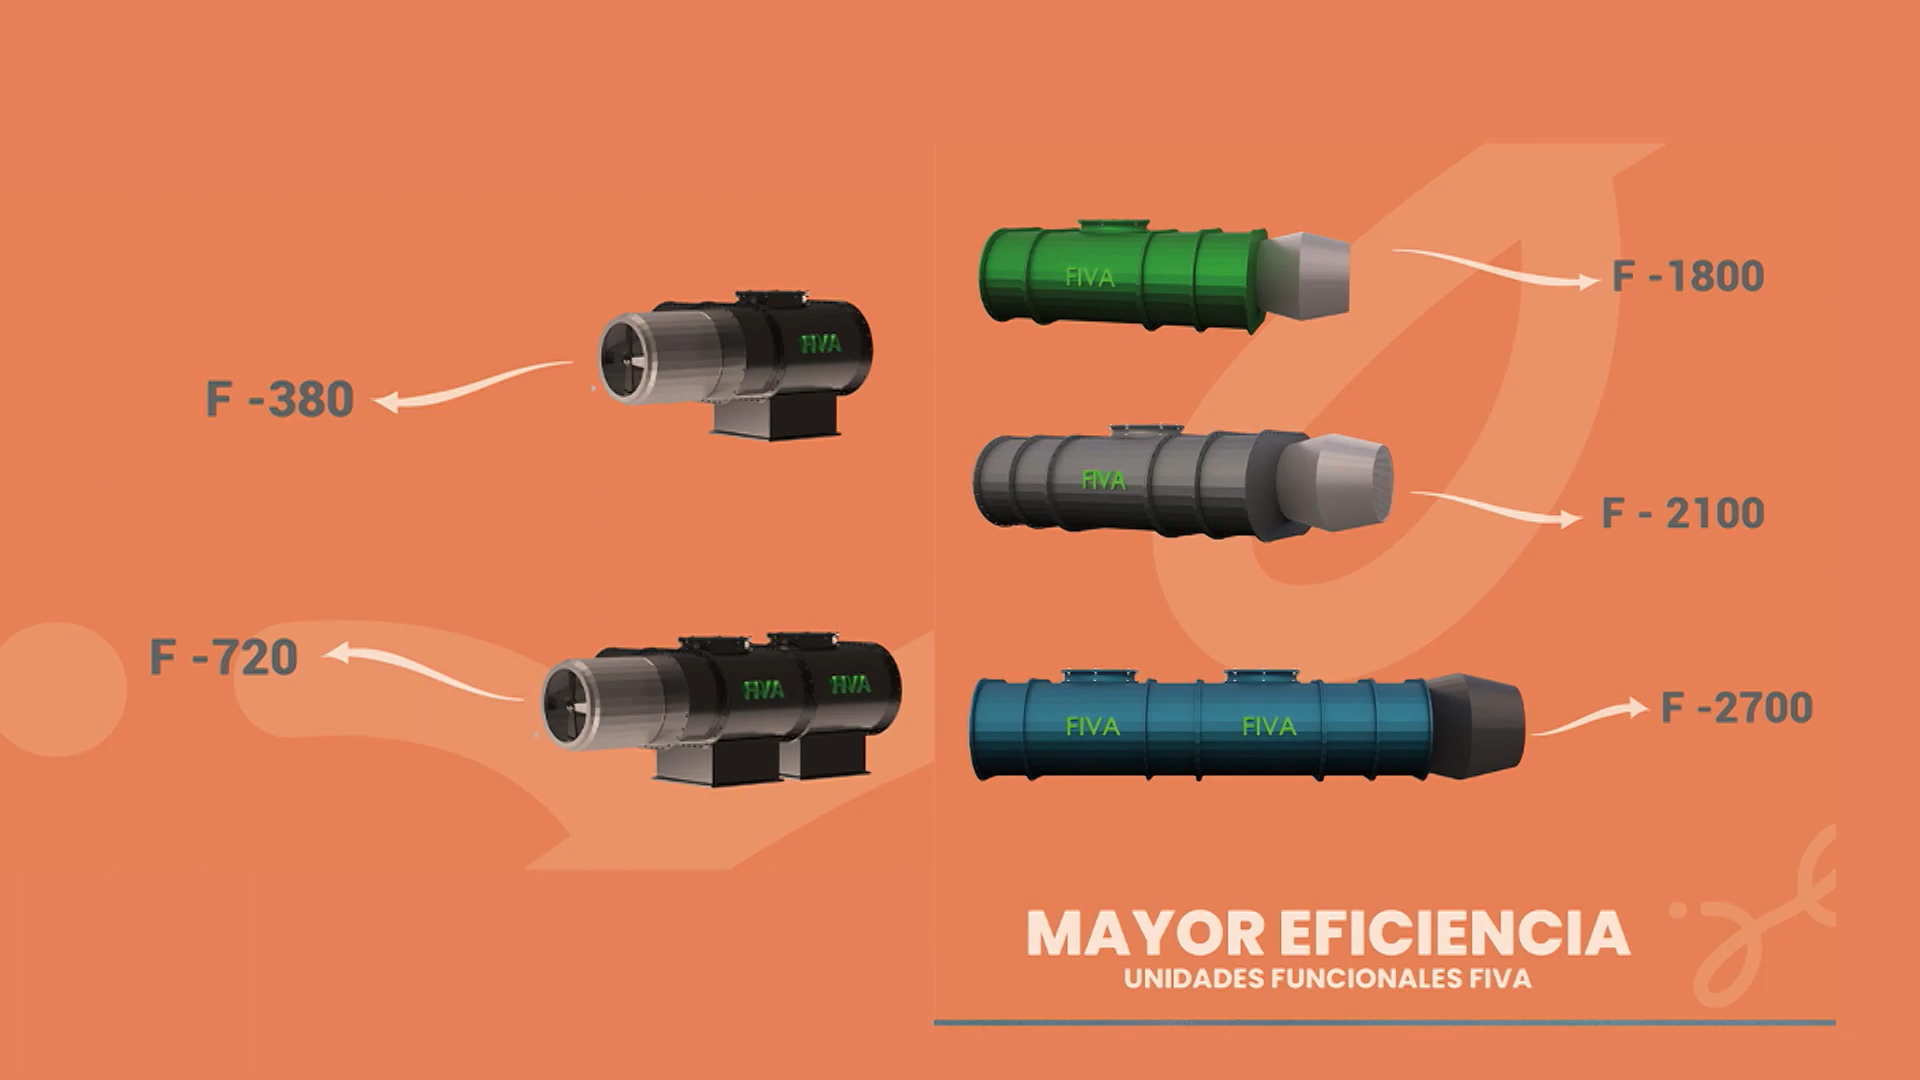 F -380
FIVA
F -720
FIVA FIVA
FIVA
F -1800
FIVA
F - 2100
FIVA FIVA
F -2700
MAYOR EFICIENCIA
UNIDADES FUNCIONALES FIVA